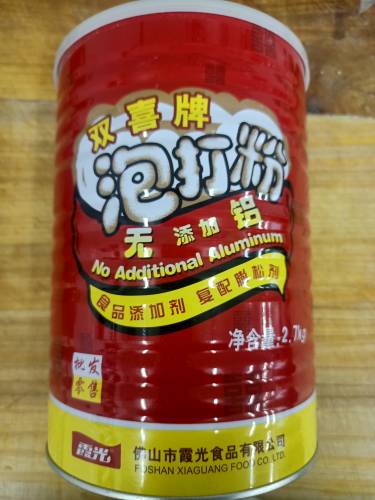 双喜牌
泡打粉
无添加铝
No Additional Aluminum
食品添加剂 复配膨松剂
净含量:2.7kg
批发
零售
霞光
佛山市霞光食品有限公司
FOSHAN XIAGUANG FOOD CO. LTD.